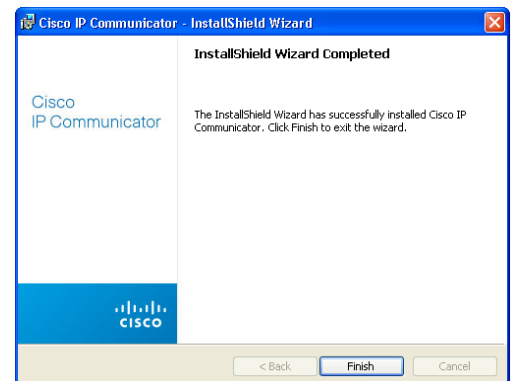 Cisco IP Communicator - InstallShield Wizard
InstallShield Wizard Completed
Cisco
IP Communicator
The InstallShield Wizard has successfully installed Cisco IP
Communicator. Click Finish to exit the wizard.
CISCO
< Back
Finish
Cancel